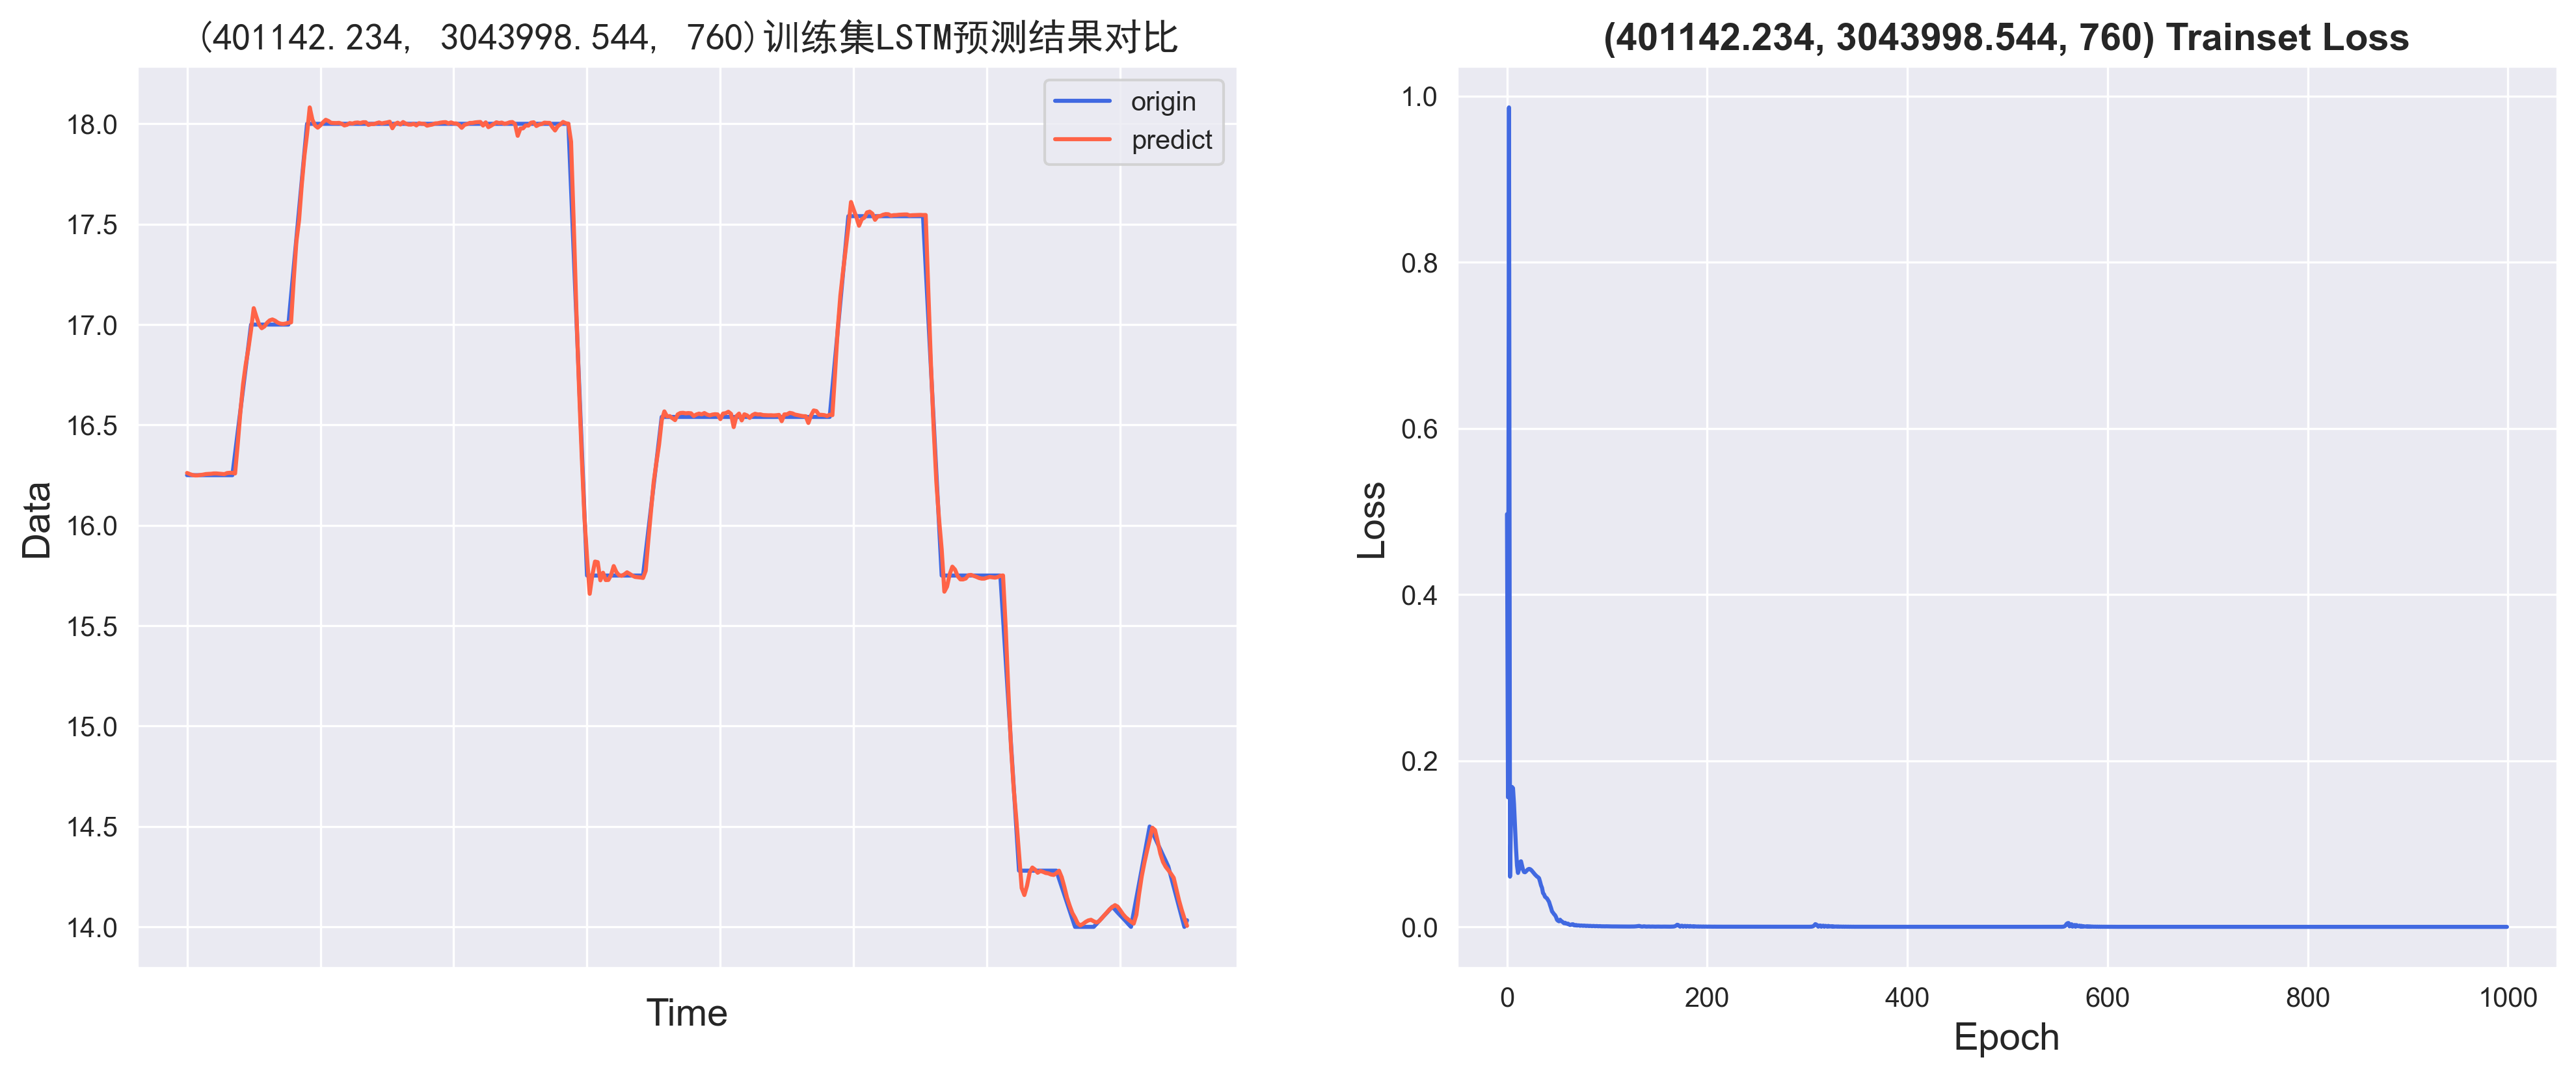 (401142.234, 3043998.544, 760)训练集LSTM预测结果对比
origin
predict
18.0
17.5
17.0
16.5
16.0
15.5
15.0
14.5
14.0
Data
Time
(401142.234, 3043998.544, 760) Trainset Loss
1.0
0.8
0.6
0.4
0.2
0.0
Loss
0 200 400 600 800 1000
Epoch